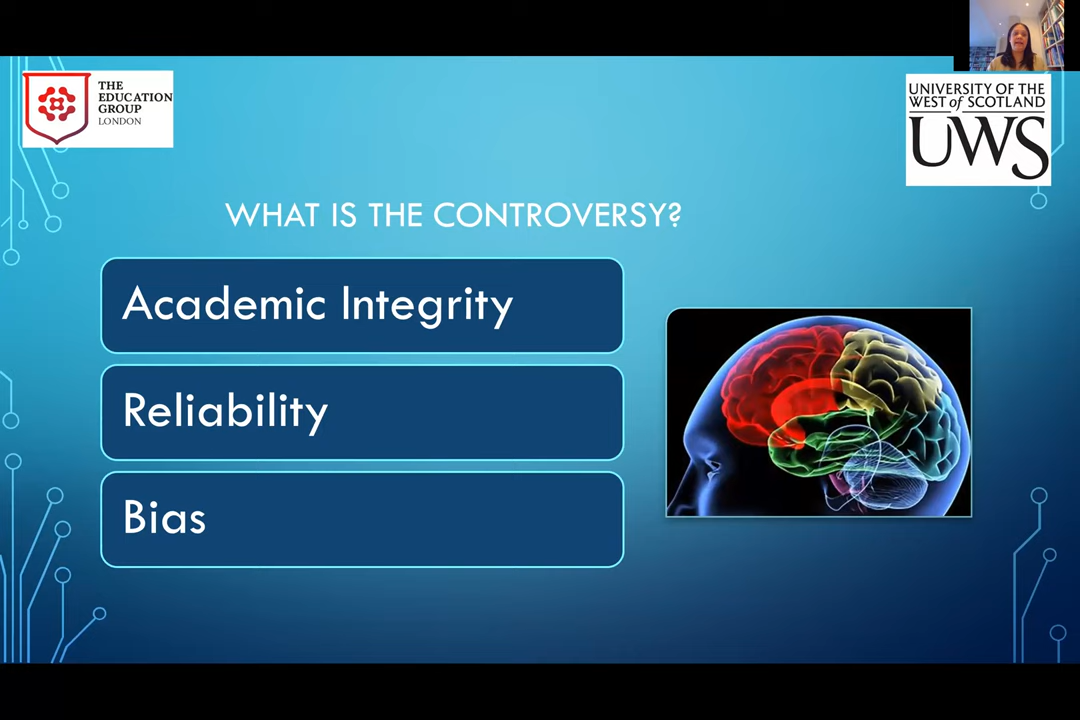 THE
EDUCATION
GROUP
LONDON
UNIVERSITY OF THE
WEST of SCOTLAND
UWS
WHAT IS THE CONTROVERSY?
Academic Integrity
Reliability
Bias